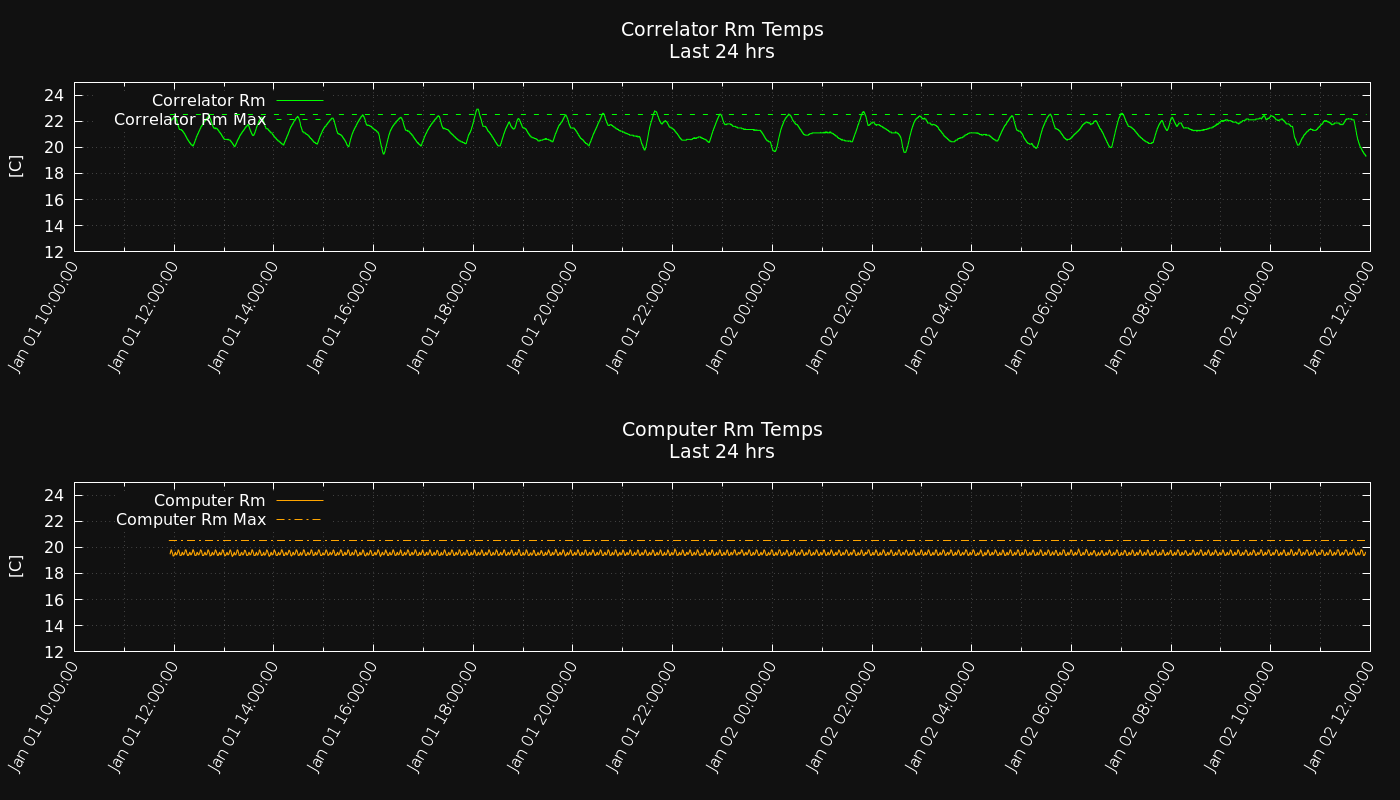 Correlator Rm Temps
Last 24 hrs
Correlator Rm
Correlator Rm Max
[C]
24
22
20
18
16
14
12
Jan 01 10:00:00
Jan 01 12:00:00
Jan 01 14:00:00
Jan 01 16:00:00
Jan 01 18:00:00
Jan 01 20:00:00
Jan 01 22:00:00
Jan 02 00:00:00
Jan 02 02:00:00
Jan 02 04:00:00
Jan 02 06:00:00
Jan 02 08:00:00
Jan 02 10:00:00
Jan 02 12:00:00
Computer Rm Temps
Last 24 hrs
Computer Rm
Computer Rm Max
[C]
24
22
20
18
16
14
12
Jan 01 10:00:00
Jan 01 12:00:00
Jan 01 14:00:00
Jan 01 16:00:00
Jan 01 18:00:00
Jan 01 20:00:00
Jan 01 22:00:00
Jan 02 00:00:00
Jan 02 02:00:00
Jan 02 04:00:00
Jan 02 06:00:00
Jan 02 08:00:00
Jan 02 10:00:00
Jan 02 12:00:00